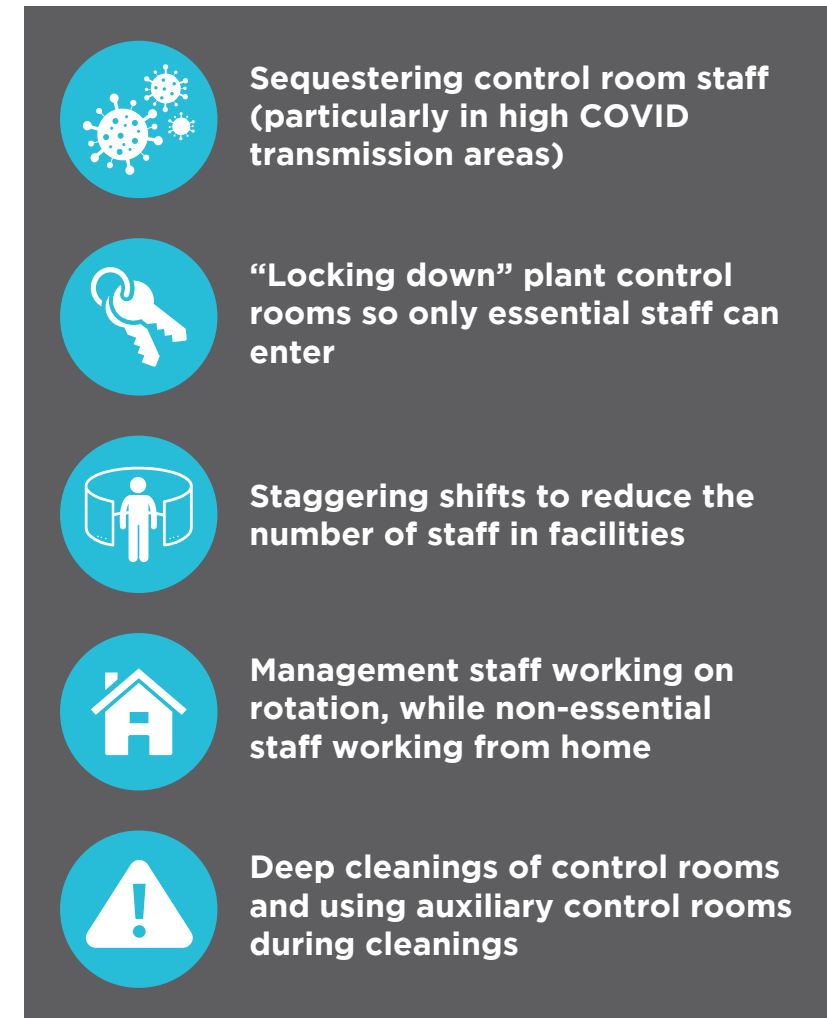 Sequestering control room staff
(particularly in high COVID
transmission areas)
“Locking down” plant control
rooms so only essential staff can
enter
Staggering shifts to reduce the
number of staff in facilities
Management staff working on
rotation, while non-essential
staff working from home
Deep cleanings of control rooms
and using auxiliary control rooms
during cleanings